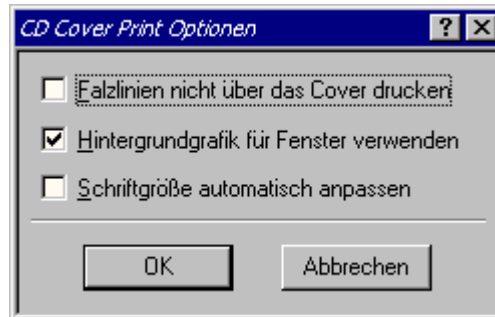 CD Cover Print Optionen
Falzlinien nicht über das Cover drucken
Hintergrundgrafik für Fenster verwenden
Schriftgröße automatisch anpassen
OK
Abbrechen